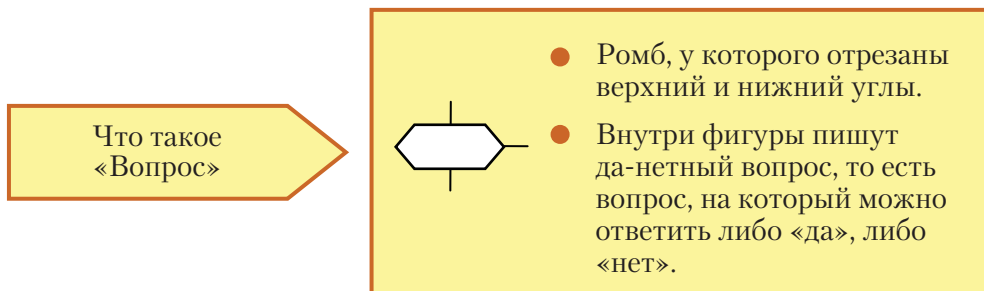 Что такое
«Вопрос»
Ромб, у которого отрезаны
верхний и нижний углы.
Внутри фигуры пишут
да-нетный вопрос, то есть
вопрос, на который можно
ответить либо «да», либо
«нет».